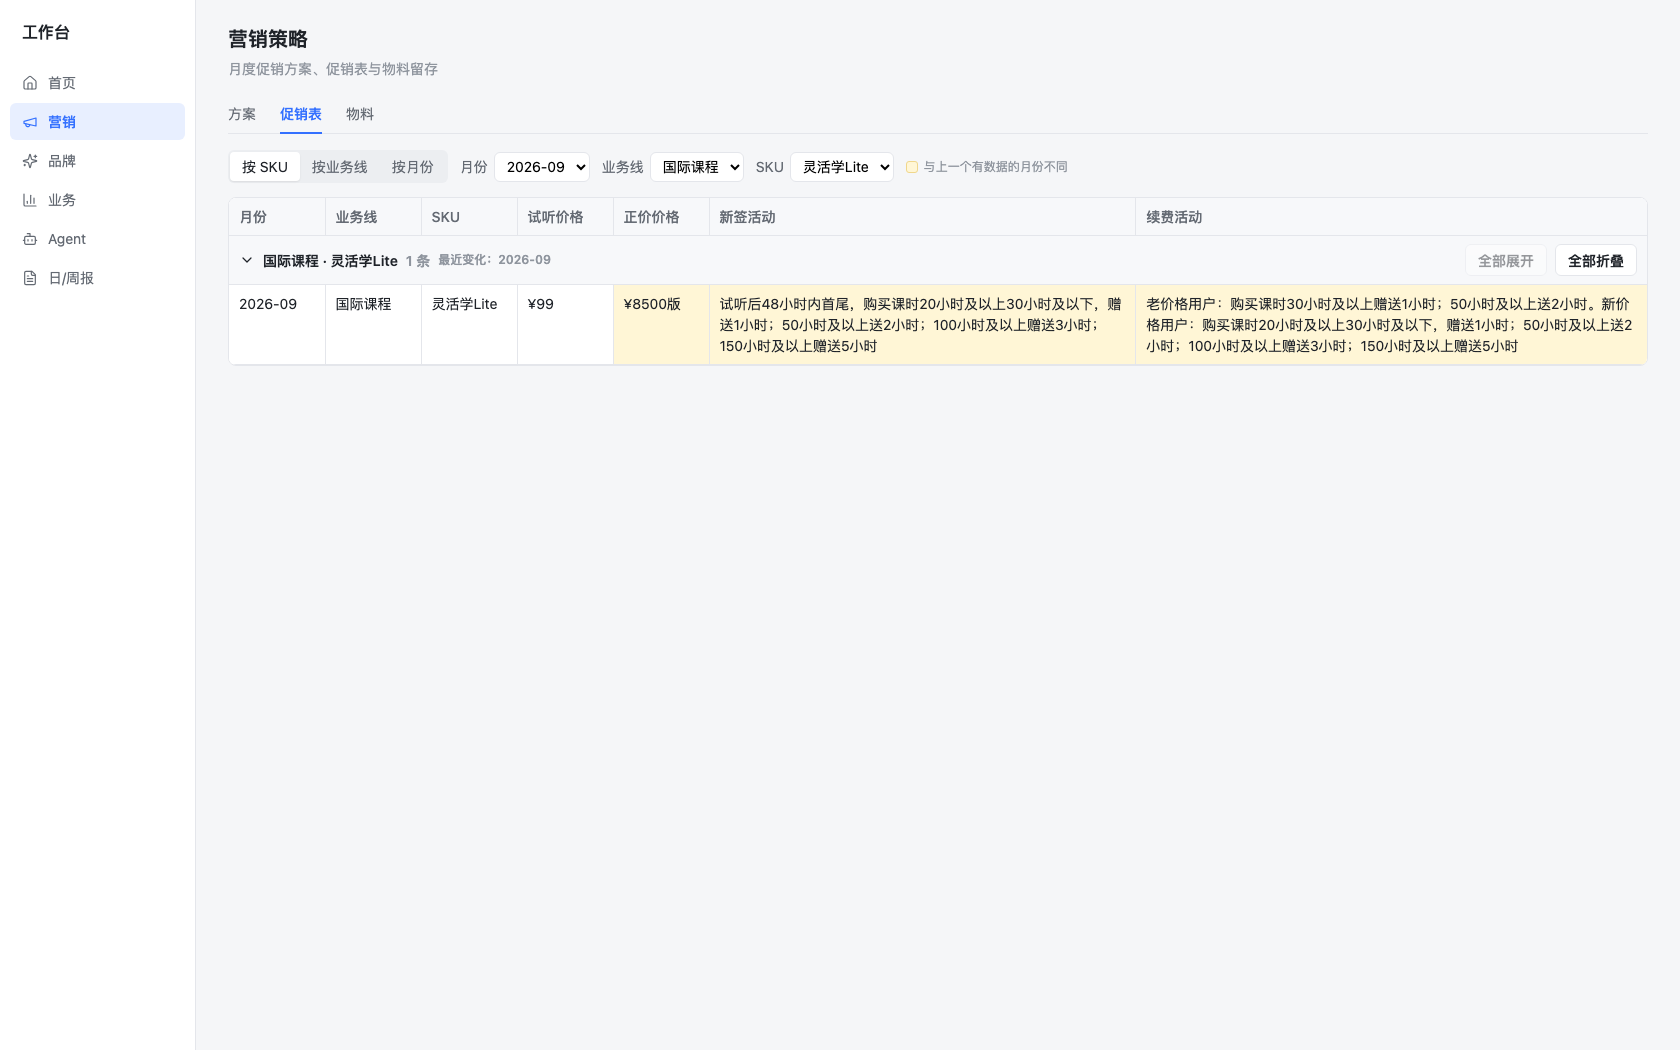 工作台
首页
营销
品牌
业务
Agent
日/周报
营销策略
月度促销方案、促销表与物料留存
方案 促销表 物料
按 SKU 按业务线 按月份 月份 2026-09 业务线 国际课程 SKU 灵活学Lite 与上一个有数据的月份不同
月份 业务线 SKU 试听价格 正价价格 新签活动 续费活动
国际课程 · 灵活学Lite 1 条 最近变化：2026-09 全部展开 全部折叠
2026-09 国际课程 灵活学Lite ¥99 ¥8500版
试听后48小时内首尾，购买课时20小时及以上30小时及以下，赠
送1小时；50小时及以上送2小时；100小时及以上赠送3小时；
150小时及以上赠送5小时
老价格用户：购买课时30小时及以上赠送1小时；50小时及以上送2小时。新价
格用户：购买课时20小时及以上30小时及以下，赠送1小时；50小时及以上送2
小时；100小时及以上赠送3小时；150小时及以上赠送5小时